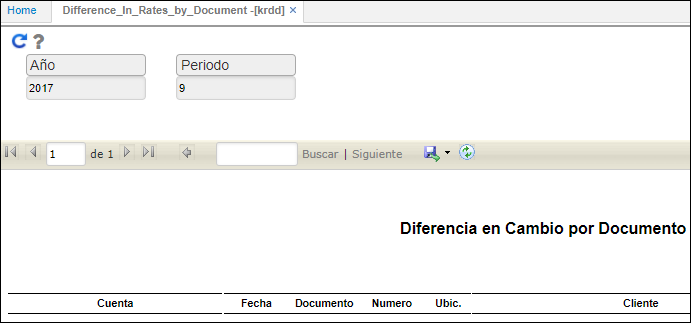 Home Difference_In_Rates_by_Document -[krdd] ×
?
Año Periodo
2017 9
1 de 1 Buscar | Siguiente
Diferencia en Cambio por Documento
Cuenta Fecha Documento Numero Ubic. Cliente